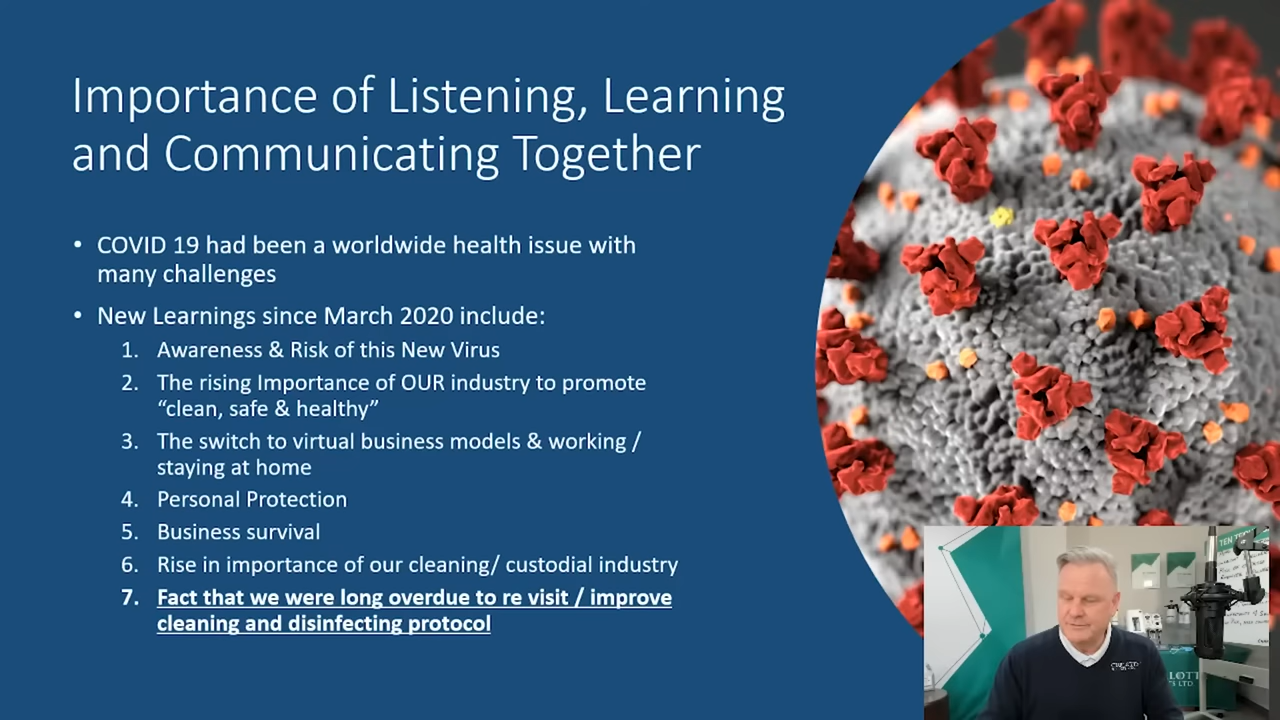 Importance of Listening, Learning
and Communicating Together
• COVID 19 had been a worldwide health issue with
many challenges
• New Learnings since March 2020 include:
1. Awareness & Risk of this New Virus
2. The rising Importance of OUR industry to promote
“clean, safe & healthy”
3. The switch to virtual business models & working /
staying at home
4. Personal Protection
5. Business survival
6. Rise in importance of our cleaning/ custodial industry
7. Fact that we were long overdue to re visit / improve
cleaning and disinfecting protocol
TEN
LOTT
LTD